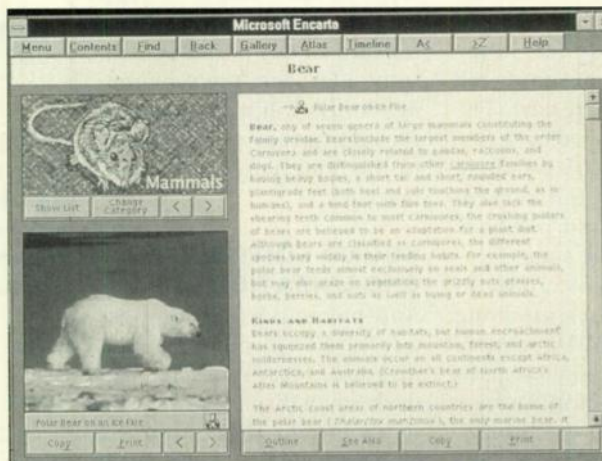 Microsoft Encarta
Menu Contents Find Back Gallery Atlas Timeline A< >Z Help
Bear
Mammals
Show List Change Category < >
Polar Bear on an Ice Floe
Copy Print < >
Polar Bear on Ice Floe
Bear, any of seven genera of large mammals constituting the
family Ursidae. Bears include the largest members of the order
Carnivora and are closely related to pandas, raccoons, and
dogs. They are distinguished from other carnivore families by
having heavy bodies, a short tail and short, rounded ears,
plantigrade feet (both heel and sole touching the ground, as in
humans), and a hind foot with five toes. They also lack the
shearing teeth common to most carnivores; the crushing molars
of bears are believed to be an adaptation for a plant diet.
Although bears are classified as carnivores, the different
species vary widely in their feeding habits. For example, the
polar bear feeds almost exclusively on seals and other animals,
but may also graze on vegetation; the grizzly eats grasses,
herbs, berries, and nuts as well as living or dead animals.
KINDS AND HABITATS
Bears occupy a diversity of habitats, but human encroachment
has squeezed them primarily into mountain, forest, and arctic
wildernesses. The animals occur on all continents except Africa,
Antarctica, and Australia. (Crowther's bear of North Africa's
Atlas Mountains is believed to be extinct.)
The Arctic coast areas of northern countries are the home of
the polar bear (Thalarctos maritimus), the only marine bear. It
Outline See Also Copy Print